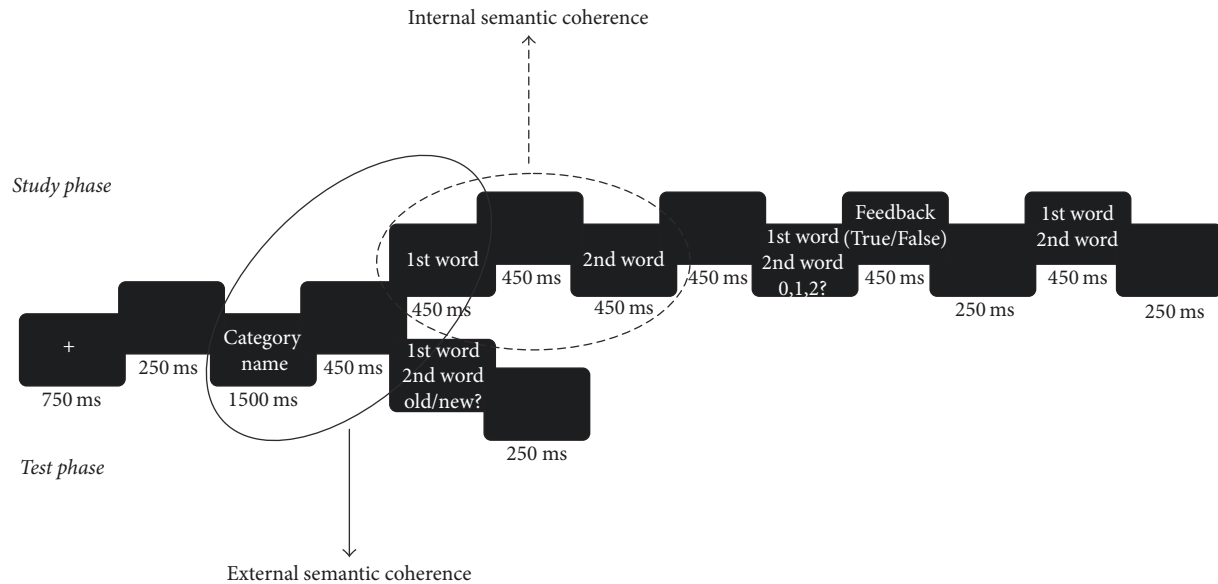 Internal semantic coherence
Study phase
1st word
450 ms
450 ms
2nd word
450 ms
450 ms
1st word
2nd word
0,1,2?
Feedback
(True/False)
450 ms
250 ms
1st word
2nd word
450 ms
250 ms
+
750 ms
250 ms
Category
name
1500 ms
450 ms
1st word
2nd word
old/new?
250 ms
Test phase
External semantic coherence